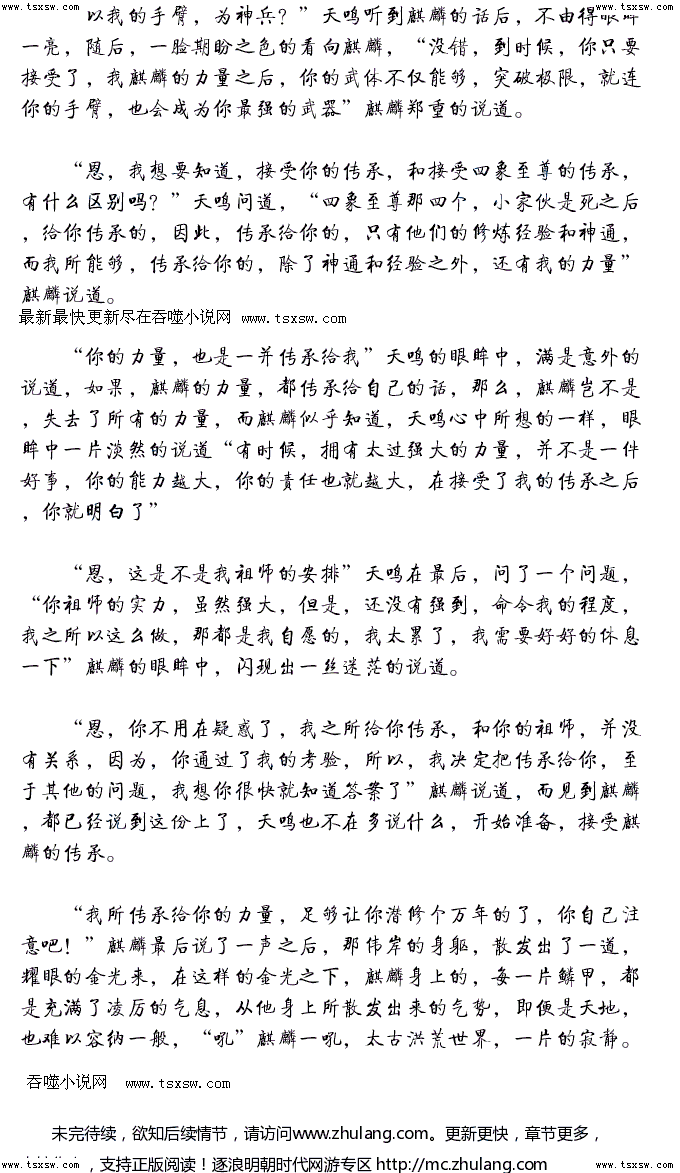 www.tsxsw.com www.tsxsw.com www.tsxsw.com www.tsxsw.com
以我的手臂，为神兵？”天鸣听到麒麟的话后，不由得眼眸
一亮，随后，一脸期盼之色的看向麒麟，“没错，到时候，你只要
接受了，我麒麟的力量之后，你的武体不仅能够，突破极限，就连
你的手臂，也会成为你最强的武器”麒麟郑重的说道。
“恩，我想要知道，接受你的传承，和接受四象至尊的传承，
有什么区别吗？”天鸣问道，“四象至尊那四个，小家伙是死之后
，给你传承的，因此，传承给你的，只有他们的修炼经验和神通，
而我所能够，传承给你的，除了神通和经验之外，还有我的力量”
麒麟说道。
最新最快更新尽在吞噬小说网 www.tsxsw.com
“你的力量，也是一并传承给我”天鸣的眼眸中，满是意外的
说道，如果，麒麟的力量，都传承给自己的话，那么，麒麟岂不是
，失去了所有的力量，而麒麟似乎知道，天鸣心中所想的一样，眼
眸中一片淡然的说道“有时候，拥有太过强大的力量，并不是一件
好事，你的能力越大，你的责任也就越大，在接受了我的传承之后
，你就明白了”
“恩，这是不是我祖师的安排”天鸣在最后，问了一个问题，
“你祖师的实力，虽然强大，但是，还没有强到，命令我的程度，
我之所以这么做，那都是我自愿的，我太累了，我需要好好的休息
一下”麒麟的眼眸中，闪现出一丝迷茫的说道。
“恩，你不用在疑惑了，我之所给你传承，和你的祖师，并没
有关系，因为，你通过了我的考验，所以，我决定把传承给你，至
于其他的问题，我想你很快就知道答案了”麒麟说道，而见到麒麟
，都已经说到这份上了，天鸣也不在多说什么，开始准备，接受麒
麟的传承。
“我所传承给你的力量，足够让你潜修个万年的了，你自己注
意吧！”麒麟最后说了一声之后，那伟岸的身躯，散发出了一道，
耀眼的金光来，在这样的金光之下，麒麟身上的，每一片鳞甲，都
是充满了凌厉的气息，从他身上所散发出来的气势，即便是天地，
也难以容纳一般，“吼”麒麟一吼，太古洪荒世界，一片的寂静。
吞噬小说网 www.tsxsw.com
未完待续，欲知后续情节，请访问www.zhulang.com。更新更快，章节更多，
，支持正版阅读！逐浪明朝时代网游专区 http://mc.zhulang.com
www.tsxsw.com www.tsxsw.com www.tsxsw.com www.tsxsw.com